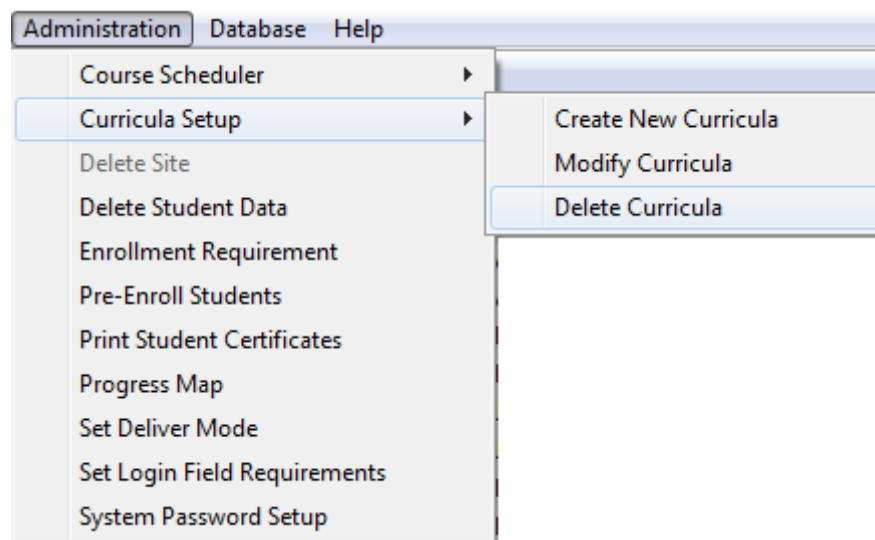 Administration Database Help
Course Scheduler
Curricula Setup
Delete Site
Delete Student Data
Enrollment Requirement
Pre-Enroll Students
Print Student Certificates
Progress Map
Set Deliver Mode
Set Login Field Requirements
System Password Setup
Create New Curricula
Modify Curricula
Delete Curricula